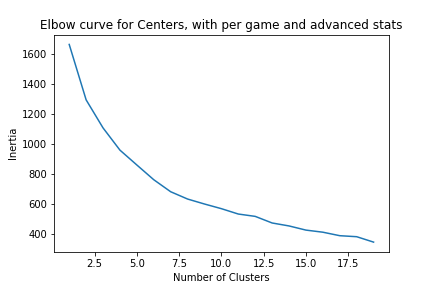 Elbow curve for Centers, with per game and advanced stats
1600
1400
1200
1000
800
600
400
Inertia
2.5 5.0 7.5 10.0 12.5 15.0 17.5
Number of Clusters